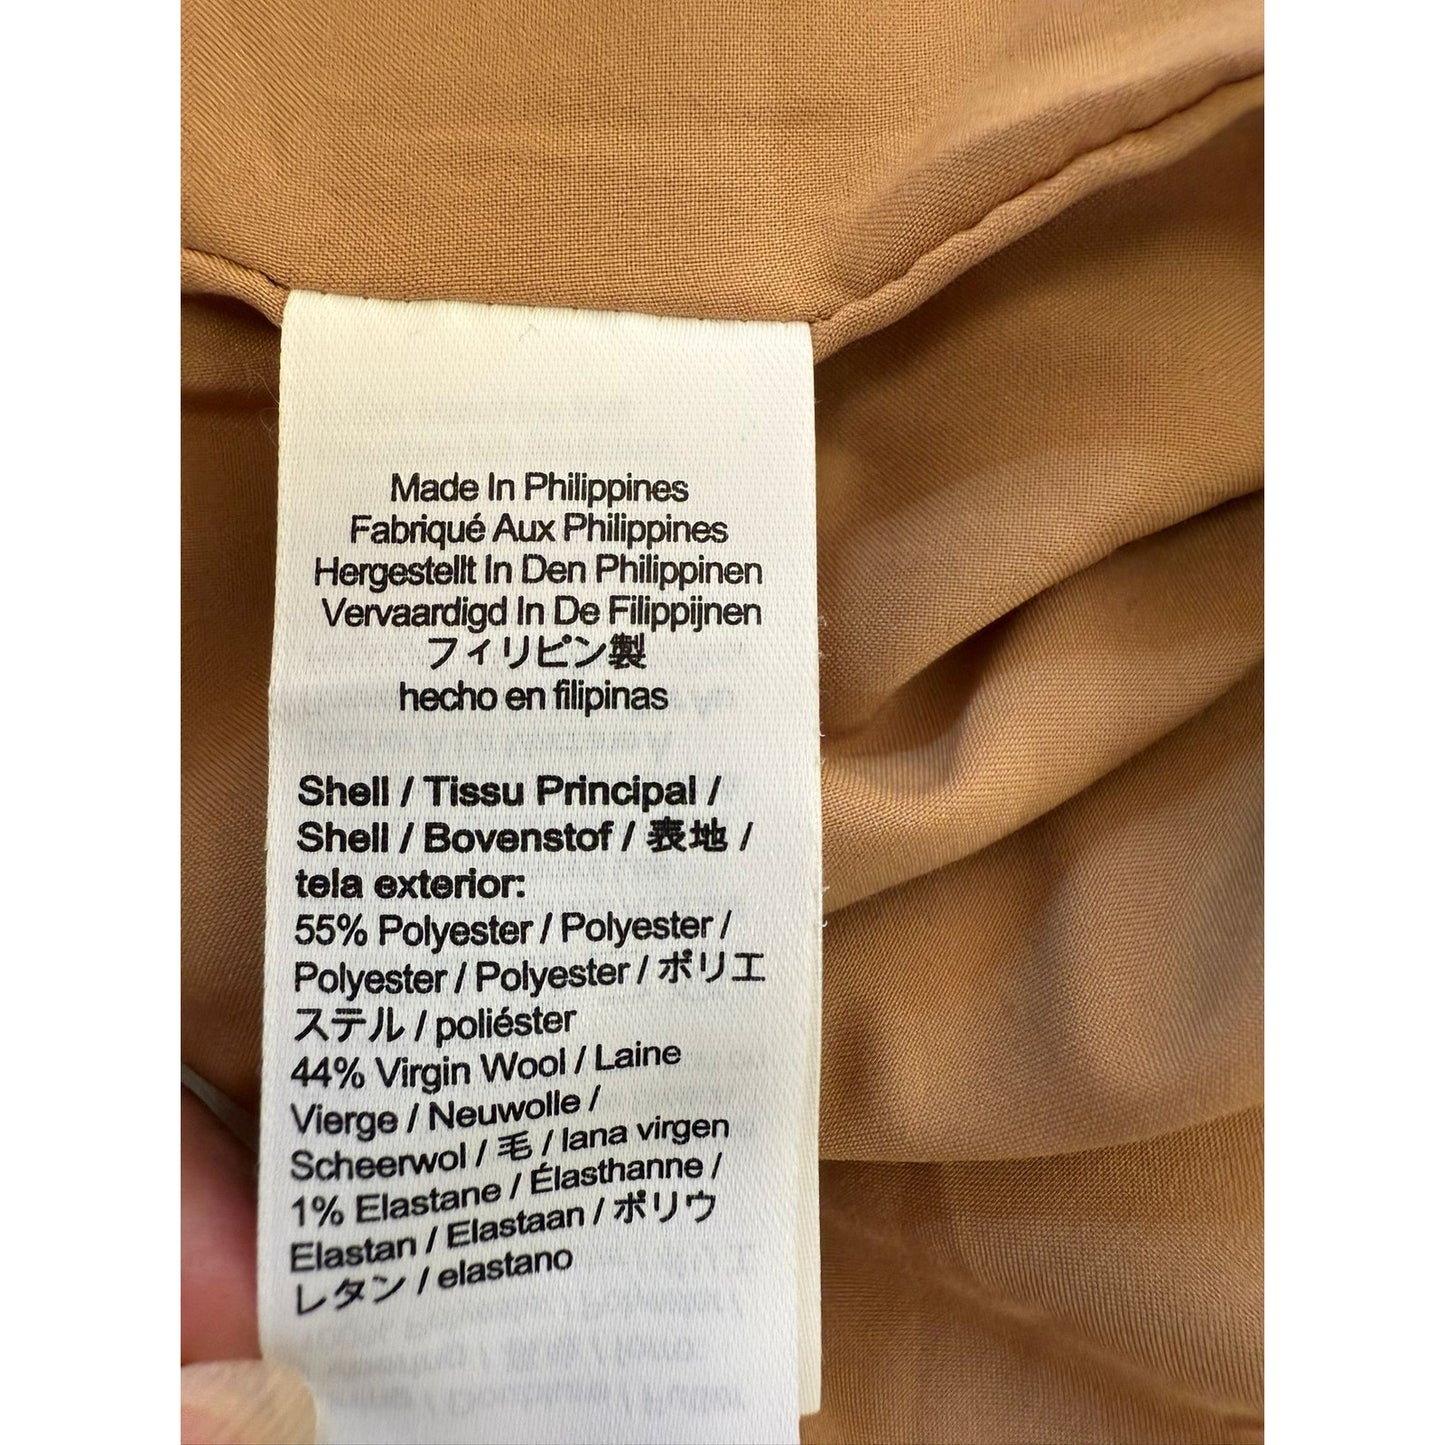 Made In Philippines
Fabriqué Aux Philippines
Hergestellt In Den Philippinen
Vervaardigd In De Filippijnen
フィリピン製
hecho en filipinas
Shell / Tissu Principal /
Shell / Bovenstof / 表地 /
tela exterior:
55% Polyester / Polyester /
Polyester / Polyester / ポリエ
ステル / poliéster
44% Virgin Wool / Laine
Vierge / Neuwolle /
Scheerwol / 毛 / lana virgen
1% Elastane / Élasthanne /
Elastan / Elastaan / ポリウ
レタン / elastano